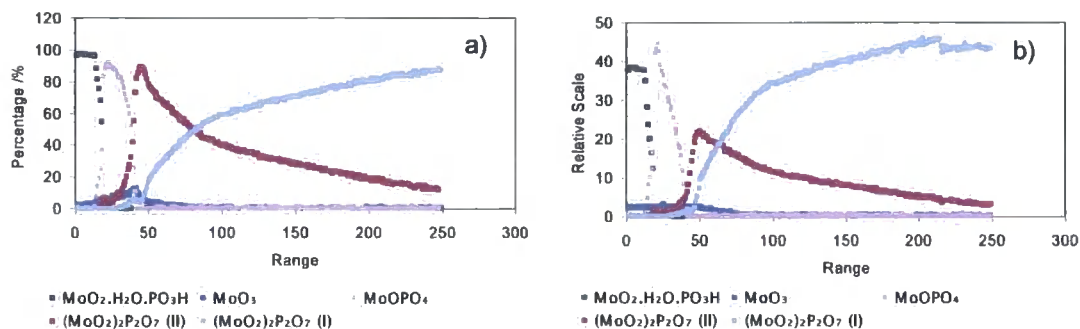 a)
Percentage /%
120
100
80
60
40
20
0
0 50 100 150 200 250 300
Range
MoO₂.H₂O.PO₃H MoO₃ MoOPO₄
(MoO₂)₂P₂O₇ (II) (MoO₂)₂P₂O₇ (I)
b)
Relative Scale
50
40
30
20
10
0
0 50 100 150 200 250 300
Range
MoO₂.H₂O.PO₃H MoO₃ MoOPO₄
(MoO₂)₂P₂O₇ (II) (MoO₂)₂P₂O₇ (I)